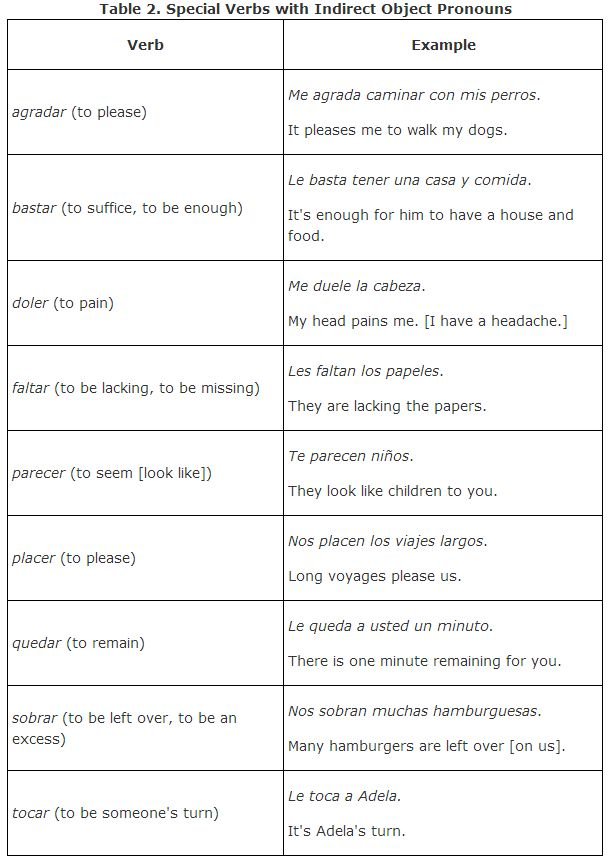 Table 2. Special Verbs with Indirect Object Pronouns
Verb
Example
agradar (to please)
Me agrada caminar con mis perros.
It pleases me to walk my dogs.
bastar (to suffice, to be enough)
Le basta tener una casa y comida.
It's enough for him to have a house and
food.
doler (to pain)
Me duele la cabeza.
My head pains me. [I have a headache.]
faltar (to be lacking, to be missing)
Les faltan los papeles.
They are lacking the papers.
parecer (to seem [look like])
Te parecen niños.
They look like children to you.
placer (to please)
Nos placen los viajes largos.
Long voyages please us.
quedar (to remain)
Le queda a usted un minuto.
There is one minute remaining for you.
sobrar (to be left over, to be an
excess)
Nos sobran muchas hamburguesas.
Many hamburgers are left over [on us].
tocar (to be someone's turn)
Le toca a Adela.
It's Adela's turn.